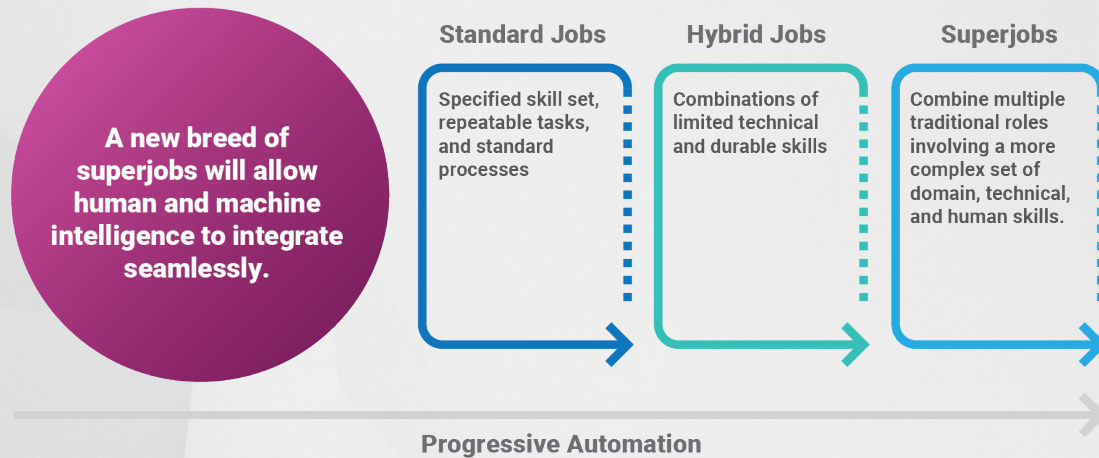 A new breed of
superjobs will allow
human and machine
intelligence to integrate
seamlessly.
Standard Jobs
Specified skill set,
repeatable tasks,
and standard
processes
Hybrid Jobs
Combinations of
limited technical
and durable skills
Superjobs
Combine multiple
traditional roles
involving a more
complex set of
domain, technical,
and human skills.
Progressive Automation